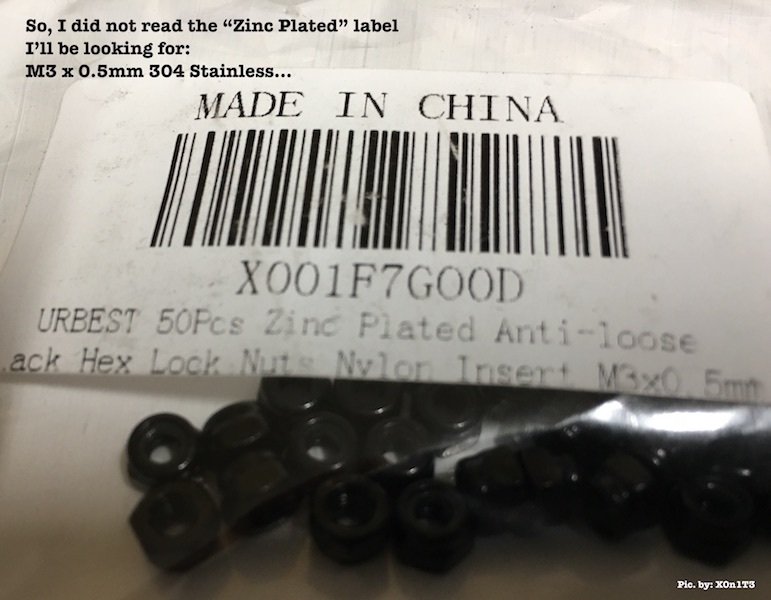 So, I did not read the “Zinc Plated” label
I’ll be looking for:
M3 x 0.5mm 304 Stainless...
MADE IN CHINA
X001F7GOOD
URBEST 50Pcs Zinc Plated Anti-loose
ack Hex Lock Nuts Nylon Insert M3x0.5mm
Pic. by: X0n1T3